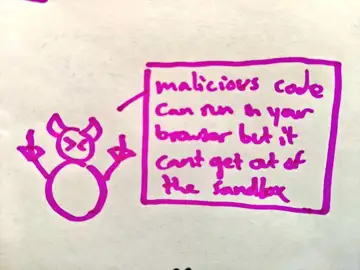 malicious code
can run in your
browser but it
cant get out of
the sandbox